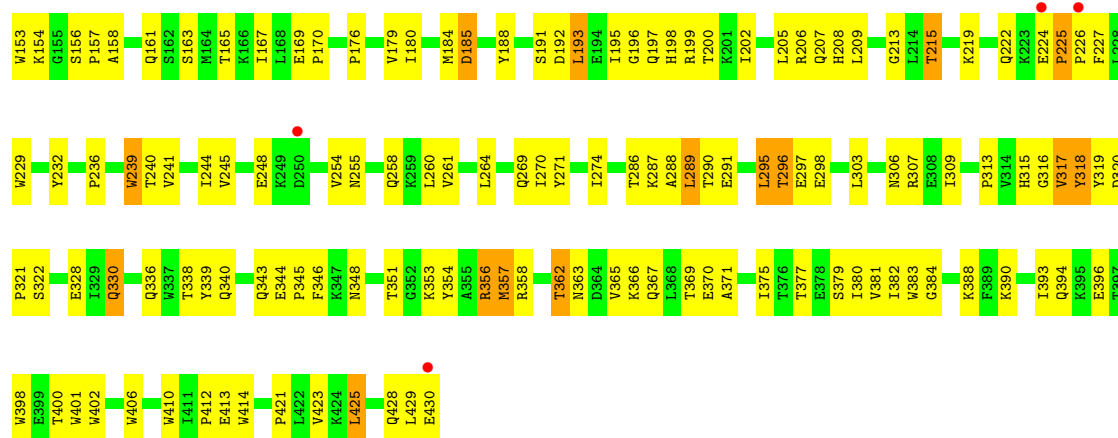 W153 K154 G155 S156 P157 A158 Q161 S162 S163 M164 T165 K166 I167 L168 E169 P170 P176 V179 I180 M184 D185 Y188 S191 D192 L193 E194 I195 G196 Q197 H198 R199 T200 K201 I202 L205 R206 Q207 H208 L209 G213 L214 T215 K219 Q222 K223 E224 P225 P226 F227 L228
W229 Y232 P236 W239 T240 V241 I244 V245 E248 K249 D250 V254 N255 Q258 K259 L260 V261 L264 Q269 I270 Y271 I274 T286 K287 A288 L289 T290 E291 L295 T296 E297 E298 L303 N306 R307 E308 I309 P313 V314 H315 G316 V317 Y318 Y319 D320
P321 S322 E328 I329 Q330 Q336 W337 T338 Y339 Q340 Q343 E344 P345 F346 K347 N348 T351 G352 K353 Y354 A355 R356 M357 R358 T362 N363 D364 V365 K366 Q367 L368 T369 E370 A371 I375 T376 T377 E378 S379 I380 V381 I382 W383 G384 K388 F389 K390 I393 Q394 K395 E396 T397
W398 E399 T400 W401 W402 W406 W410 I411 P412 E413 W414 P421 L422 V423 K424 L425 Q428 L429 E430